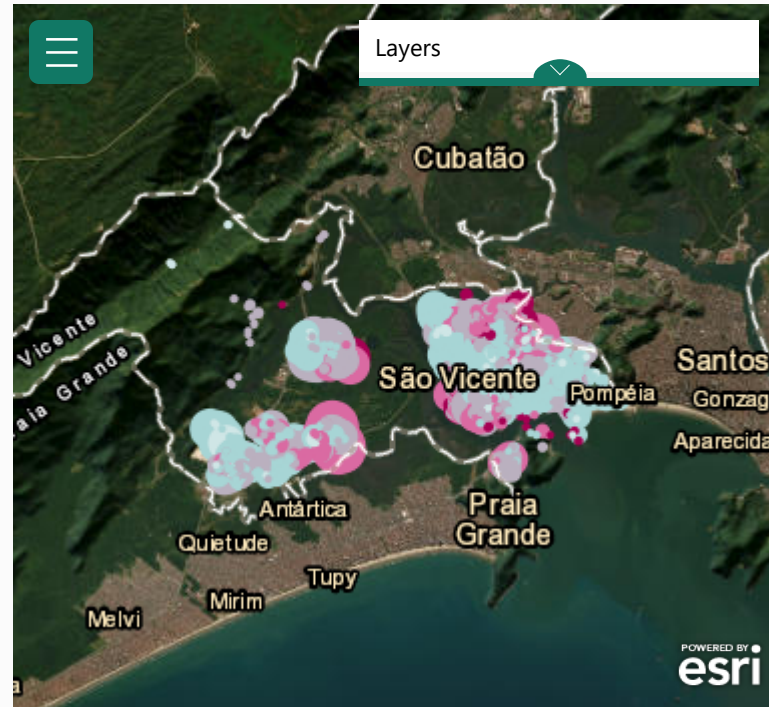 Layers
Cubatão
Vicente
aia Grande
São Vicente
Santos
Pompéia
Gonzag
Aparecida
Antártica
Praia
Grande
Quietude
Tupy
Mirim
Melvi
POWERED BY
esri
a